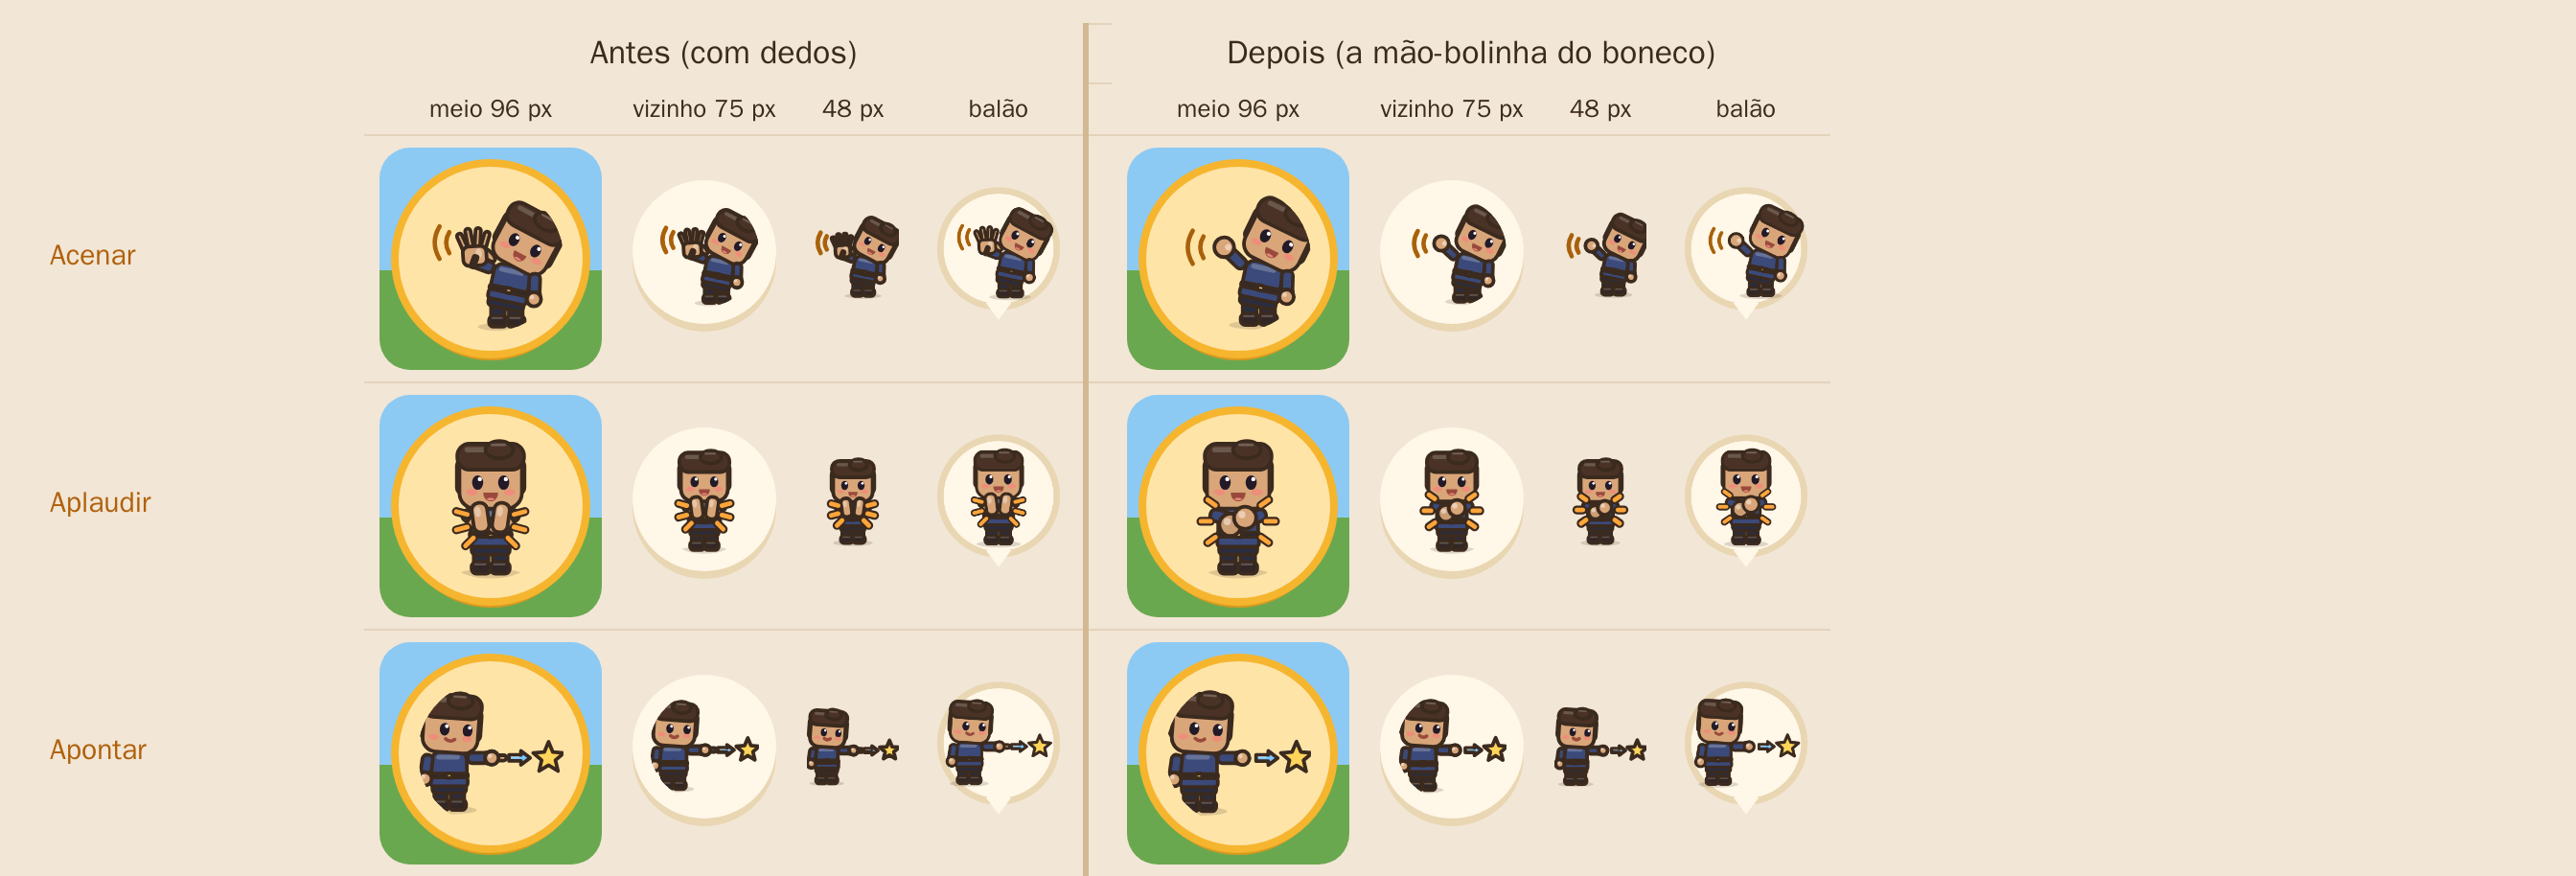 Antes (com dedos)
Depois (a mão-bolinha do boneco)
meio 96 px
vizinho 75 px
48 px
balão
meio 96 px
vizinho 75 px
48 px
balão
Acenar
Aplaudir
Apontar